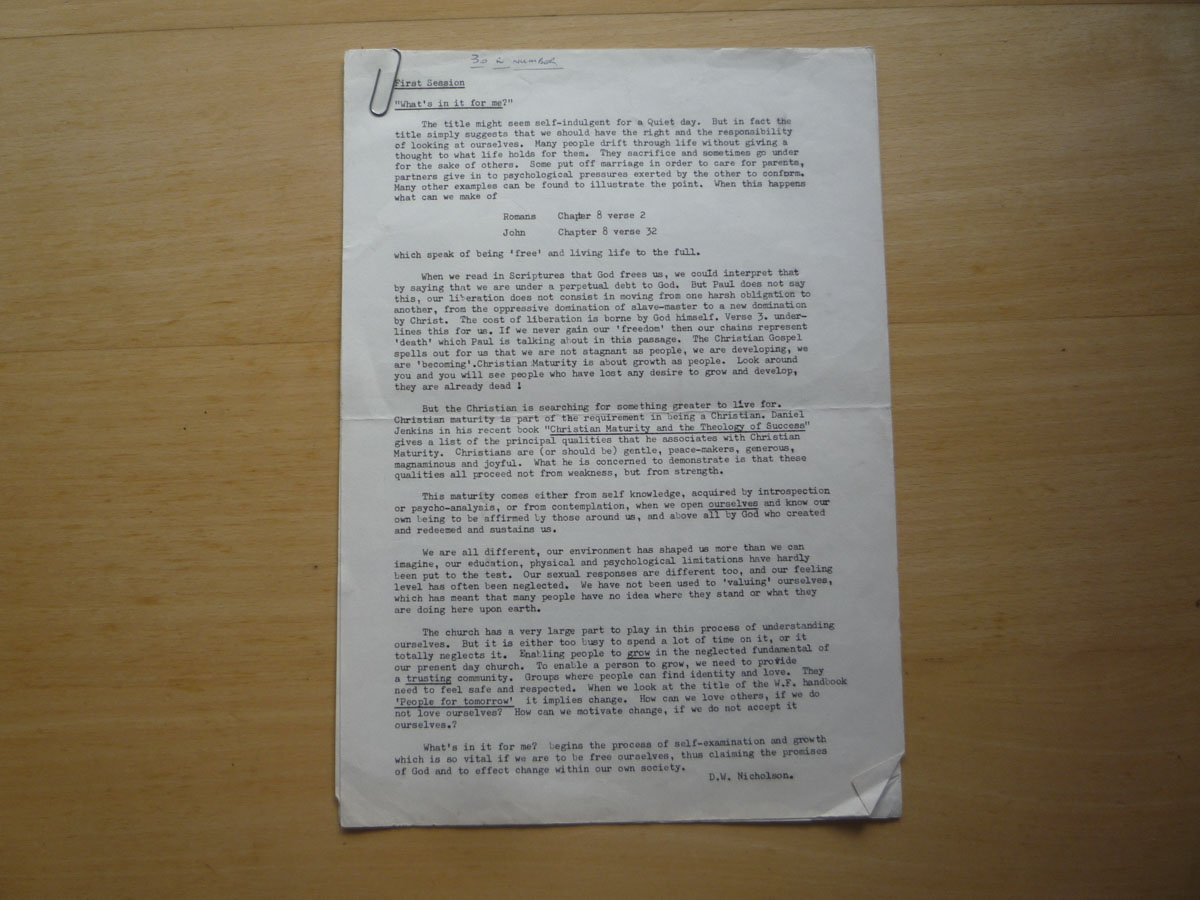 30 in number
First Session
"What's in it for me?"
The title might seem self-indulgent for a Quiet day. But in fact the
title simply suggests that we should have the right and the responsibility
of looking at ourselves. Many people drift through life without giving a
thought to what life holds for them. They sacrifice and sometimes go under
for the sake of others. Some put off marriage in order to care for parents,
partners give in to psychological pressures exerted by the other to conform.
Many other examples can be found to illustrate the point. When this happens
what can we make of
Romans Chapter 8 verse 2
John Chapter 8 verse 32
which speak of being 'free' and living life to the full.
When we read in Scriptures that God frees us, we could interpret that
by saying that we are under a perpetual debt to God. But Paul does not say
this, our liberation does not consist in moving from one harsh obligation to
another, from the oppressive domination of slave-master to a new domination
by Christ. The cost of liberation is borne by God himself. Verse 3. under-
lines this for us. If we never gain our 'freedom' then our chains represent
'death' which Paul is talking about in this passage. The Christian Gospel
spells out for us that we are not stagnant as people, we are developing, we
are 'becoming'.Christian Maturity is about growth as people. Look around
you and you will see people who have lost any desire to grow and develop,
they are already dead !
But the Christian is searching for something greater to live for.
Christian maturity is part of the requirement in being a Christian. Daniel
Jenkins in his recent book "Christian Maturity and the Theology of Success"
gives a list of the principal qualities that he associates with Christian
Maturity. Christians are (or should be) gentle, peace-makers, generous,
magnaminous and joyful. What he is concerned to demonstrate is that these
qualities all proceed not from weakness, but from strength.
This maturity comes either from self knowledge, acquired by introspection
or psycho-analysis, or from contemplation, when we open ourselves and know our
own being to be affirmed by those around us, and above all by God who created
and redeemed and sustains us.
We are all different, our environment has shaped us more than we can
imagine, our education, physical and psychological limitations have hardly
been put to the test. Our sexual responses are different too, and our feeling
level has often been neglected. We have not been used to 'valuing' ourselves,
which has meant that many people have no idea where they stand or what they
are doing here upon earth.
The church has a very large part to play in this process of understanding
ourselves. But it is either too busy to spend a lot of time on it, or it
totally neglects it. Enabling people to grow in the neglected fundamental of
our present day church. To enable a person to grow, we need to provide
a trusting community. Groups where people can find identity and love. They
need to feel safe and respected. When we look at the title of the W.F. handbook
'People for tomorrow' it implies change. How can we love others, if we do
not love ourselves? How can we motivate change, if we do not accept it
ourselves.?
What's in it for me? begins the process of self-examination and growth
which is so vital if we are to be free ourselves, thus claiming the promises
of God and to effect change within our own society.
D.W. Nicholson.